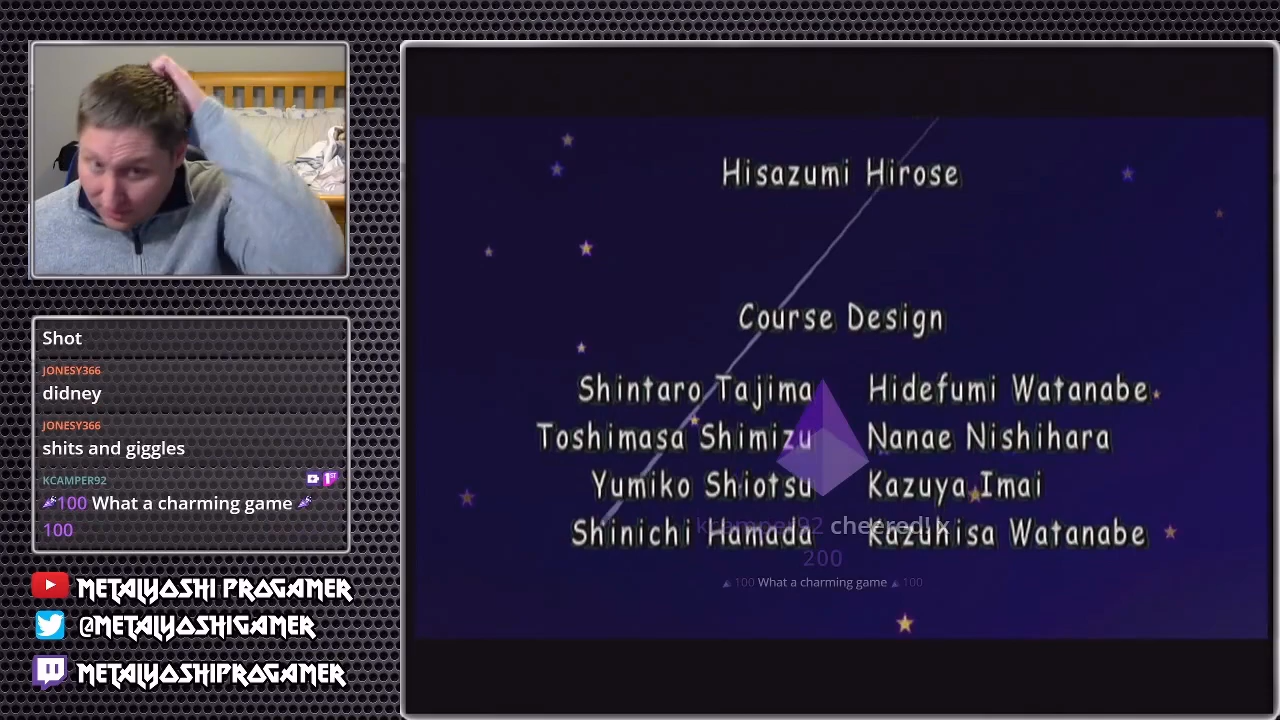 Shot
JONESY366
didney
JONESY366
shits and giggles
KCAMPER92
100 What a charming game
100
METALYOSHI PROGAMER
@METALYOSHIGAMER
METALYOSHIPROGAMER
Hisazumi Hirose
Course Design
Shintaro Tajima Hidefumi Watanabe
Toshimasa Shimizu Nanae Nishihara
Yumiko Shiotsu Kazuya Imai
Shinichi Hamada Kazuhisa Watanabe
kcamper92 cheered! x
200
100 What a charming game 100